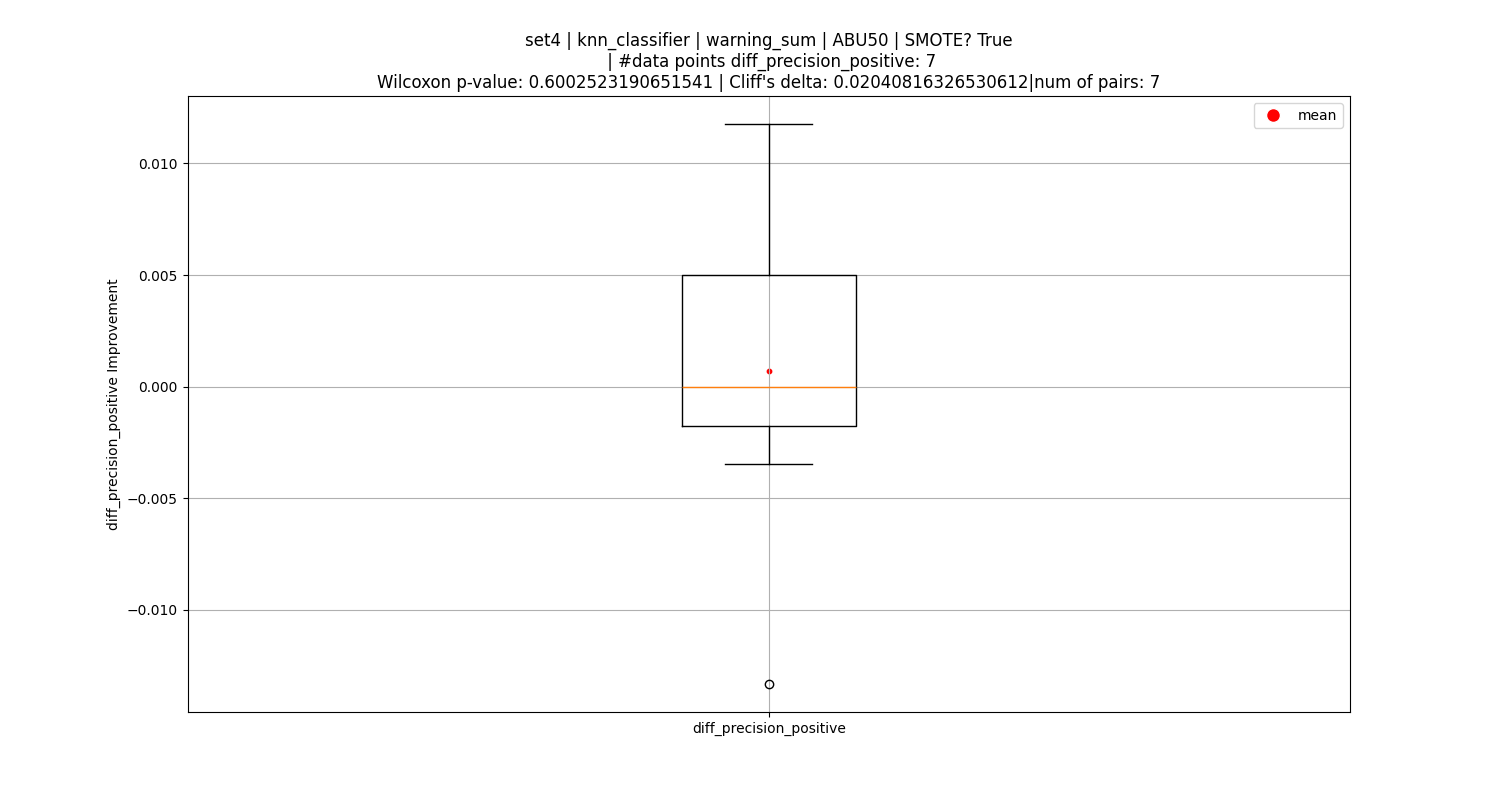 set4 | knn_classifier | warning_sum | ABU50 | SMOTE? True
| #data points diff_precision_positive: 7
Wilcoxon p-value: 0.6002523190651541 | Cliff's delta: 0.02040816326530612|num of pairs: 7
mean
0.010
0.005
0.000
−0.005
−0.010
diff_precision_positive Improvement
diff_precision_positive